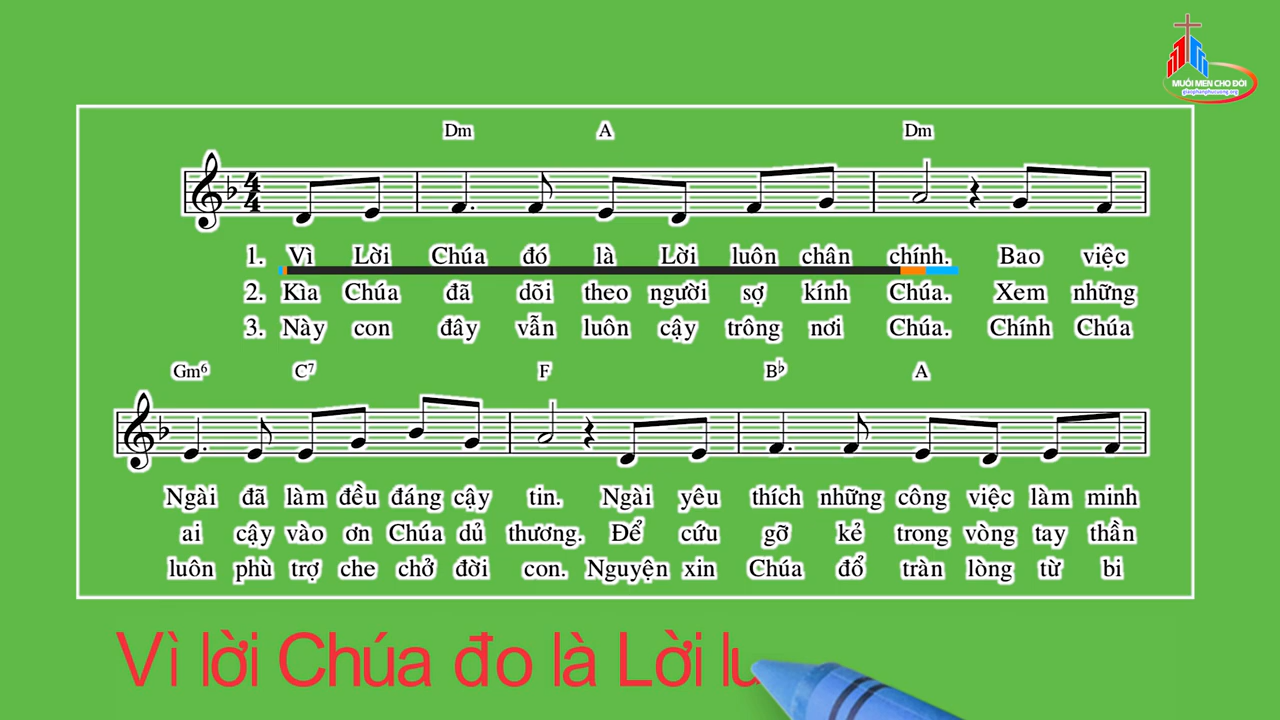 MUỐI MEN CHO ĐỜI
giaophanphucuong.org
Dm A Dm
4
4
1. Vì Lời Chúa đó là Lời luôn chân chính. Bao việc
2. Kìa Chúa đã dõi theo người sợ kính Chúa. Xem những
3. Này con đây vẫn luôn cậy trông nơi Chúa. Chính Chúa
Gm6 C7 F B♭ A
Ngài đã làm đều đáng cậy tin. Ngài yêu thích những công việc làm minh
ai cậy vào ơn Chúa dủ thương. Để cứu gỡ kẻ trong vòng tay thần
luôn phù trợ che chở đời con. Nguyện xin Chúa đổ tràn lòng từ bi
Vì lời Chúa đo là Lời lu